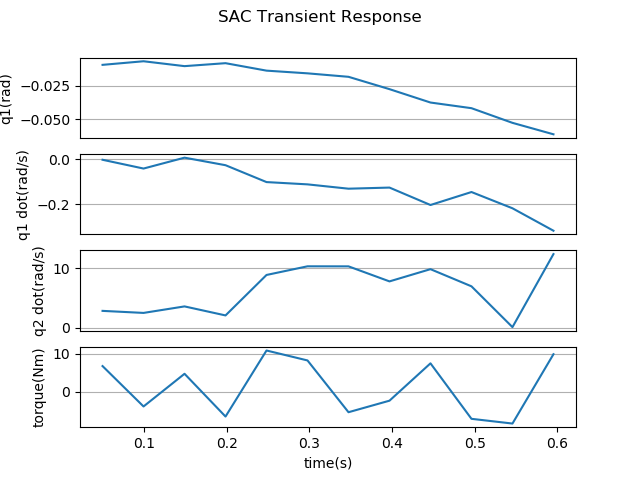 SAC Transient Response
q1(rad)
−0.025
−0.050
q1 dot(rad/s)
0.0
−0.2
q2 dot(rad/s)
10
0
torque(Nm)
10
0
0.1 0.2 0.3 0.4 0.5 0.6
time(s)